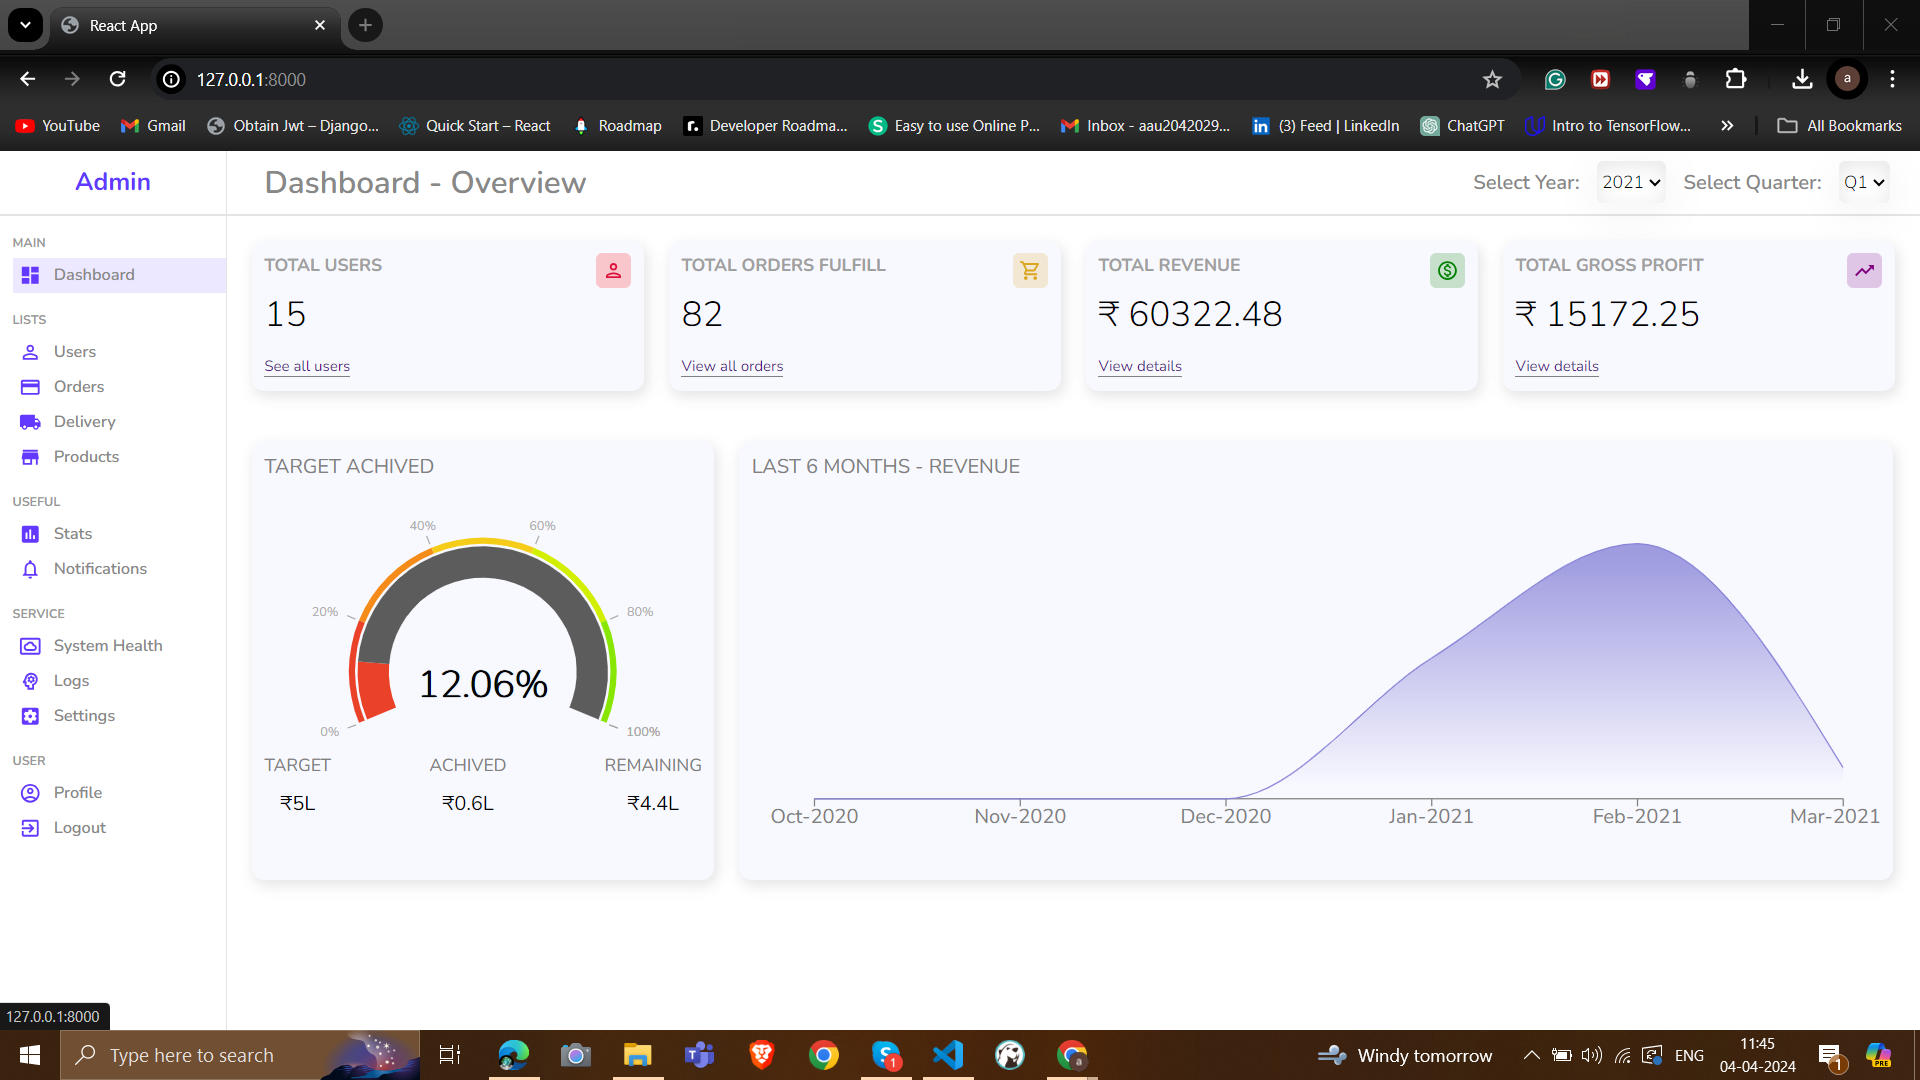 React App
127.0.0.1:8000
YouTube Gmail Obtain Jwt – Django... Quick Start – React Roadmap Developer Roadma... Easy to use Online P... Inbox - aau2042029... (3) Feed | LinkedIn ChatGPT Intro to TensorFlow... All Bookmarks
Admin
Dashboard - Overview
Select Year: 2021 Select Quarter: Q1
MAIN
Dashboard
LISTS
Users
Orders
Delivery
Products
USEFUL
Stats
Notifications
SERVICE
System Health
Logs
Settings
USER
Profile
Logout
TOTAL USERS
15
See all users
TOTAL ORDERS FULFILL
82
View all orders
TOTAL REVENUE
₹ 60322.48
View details
TOTAL GROSS PROFIT
₹ 15172.25
View details
TARGET ACHIVED
40% 60%
20% 80%
12.06%
0% 100%
TARGET ACHIVED REMAINING
₹5L ₹0.6L ₹4.4L
LAST 6 MONTHS - REVENUE
Oct-2020 Nov-2020 Dec-2020 Jan-2021 Feb-2021 Mar-2021
127.0.0.1:8000
Type here to search
Windy tomorrow
ENG
11:45
04-04-2024
1